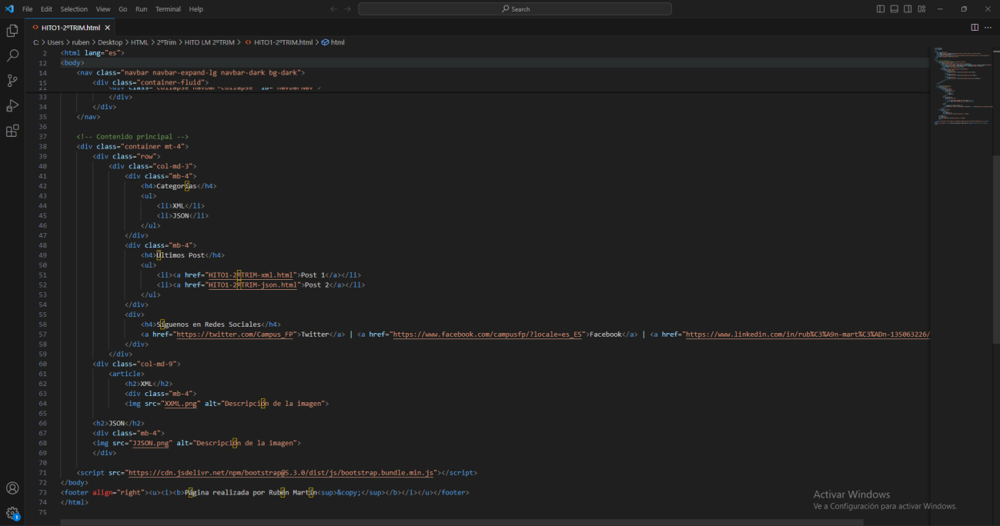 File Edit Selection View Go Run Terminal Help
Search
HITO1-2ºTRIM.html
C: > Users > ruben > Desktop > HTML > 2ºTrim > HITO LM 2ºTRIM > HITO1-2ºTRIM.html > html
2 <html lang="es">
12 <body>
14 <nav class="navbar navbar-expand-lg navbar-dark bg-dark">
15 <div class="container-fluid">
21 <div class="collapse navbar-collapse" id="navbarNav">
33 </div>
34 </div>
35 </nav>
36
37 <!-- Contenido principal -->
38 <div class="container mt-4">
39 <div class="row">
40 <div class="col-md-3">
41 <div class="mb-4">
42 <h4>Categorías</h4>
43 <ul>
44 <li>XML</li>
45 <li>JSON</li>
46 </ul>
47 </div>
48 <div class="mb-4">
49 <h4>Últimos Post</h4>
50 <ul>
51 <li><a href="HITO1-2ºTRIM-xml.html">Post 1</a></li>
52 <li><a href="HITO1-2ºTRIM-json.html">Post 2</a></li>
53 </ul>
54 </div>
55 <div>
56 <h4>Síguenos en Redes Sociales</h4>
57 <a href="https://twitter.com/Campus_FP">Twitter</a> | <a href="https://www.facebook.com/campusfp/?locale=es_ES">Facebook</a> | <a href="https://www.linkedin.com/in/rub%C3%A9n-mart%C3%ADn-135063226/
58 </div>
59 </div>
60 <div class="col-md-9">
61 <article>
62 <h2>XML</h2>
63 <div class="mb-4">
64 <img src="XXML.png" alt="Descripción de la imagen">
65
66 <h2>JSON</h2>
67 <div class="mb-4">
68 <img src="JJSON.png" alt="Descripción de la imagen">
69 </div>
70
71 <script src="https://cdn.jsdelivr.net/npm/bootstrap@5.3.0/dist/js/bootstrap.bundle.min.js"></script>
72 </body>
73 <footer align="right"><u><i><b>Página realizada por Rubén Martín<sup>&copy;</sup></b></i></u></footer>
74 </html>
75
Activar Windows
Ve a Configuración para activar Windows.
1